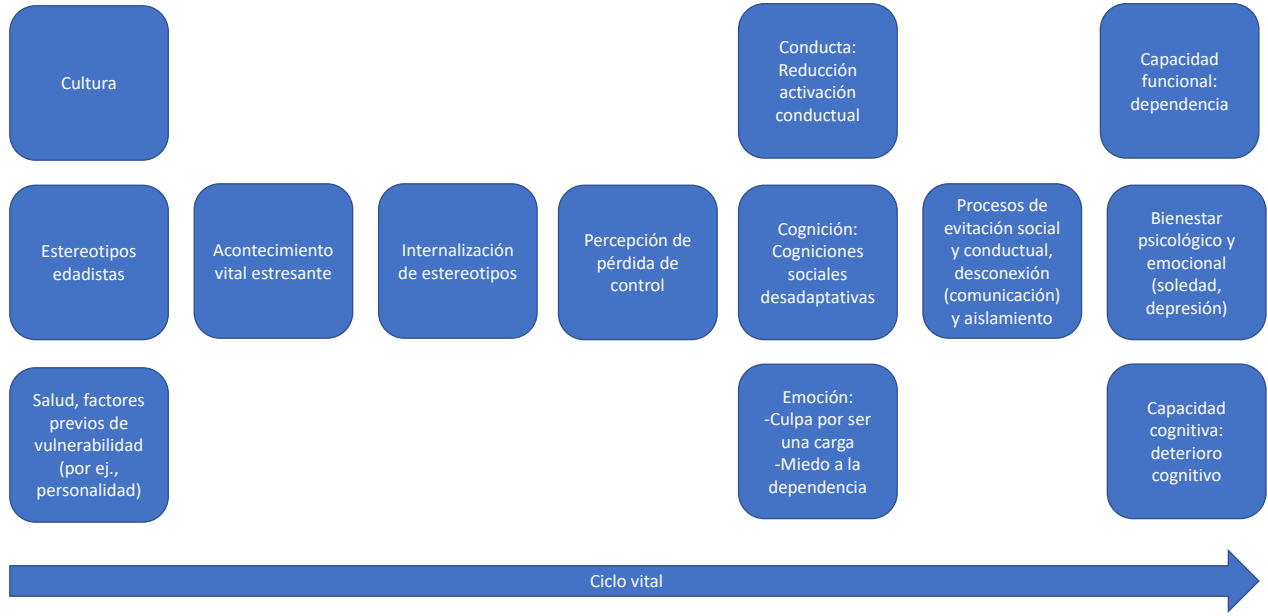 Cultura
Conducta:
Reducción
activación
conductual
Capacidad
funcional:
dependencia
Estereotipos
edadistas
Acontecimiento
vital estresante
Internalización
de estereotipos
Percepción de
pérdida de
control
Cognición:
Cogniciones
sociales
desadaptativas
Procesos de
evitación social
y conductual,
desconexión
(comunicación)
y aislamiento
Bienestar
psicológico y
emocional
(soledad,
depresión)
Salud, factores
previos de
vulnerabilidad
(por ej.,
personalidad)
Emoción:
-Culpa por ser
una carga
-Miedo a la
dependencia
Capacidad
cognitiva:
deterioro
cognitivo
Ciclo vital